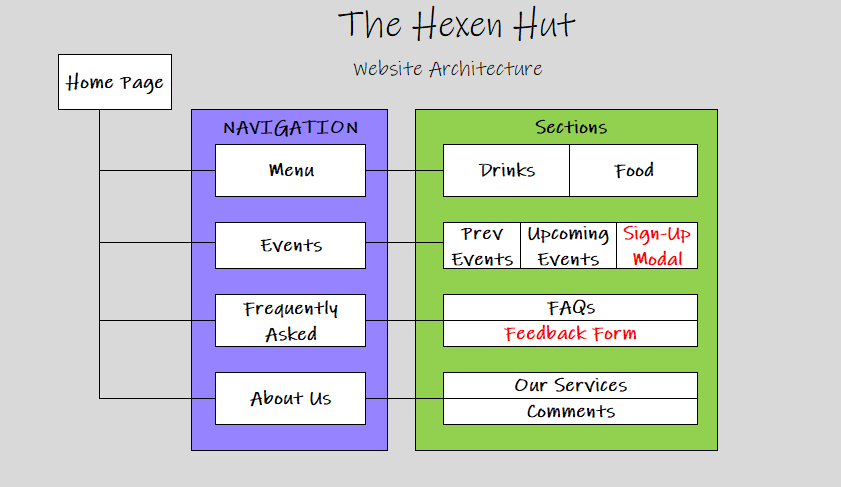 The Hexen Hut
Website Architecture
Home Page
NAVIGATION
Sections
Menu
Drinks
Food
Events
Prev
Events
Upcoming
Events
Sign-Up
Modal
Frequently
Asked
FAQs
Feedback Form
About Us
Our Services
Comments